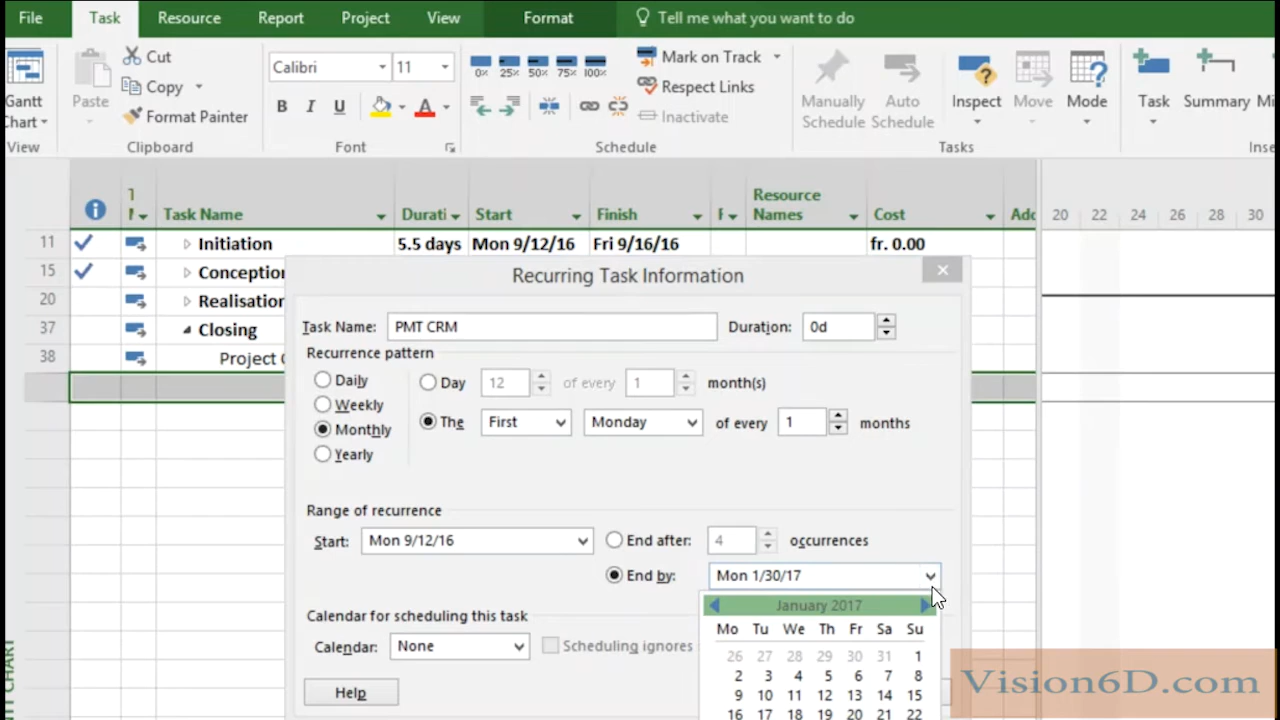 File Task Resource Report Project View Format Tell me what you want to do
Cut
Copy
Format Painter
Paste
Clipboard
Gantt
Chart
View
Calibri 11
B I U A
Font
0% 25% 50% 75% 100%
Mark on Track
Respect Links
Inactivate
Schedule
Manually
Schedule
Auto
Schedule
Inspect Move Mode
Tasks
Task Summary Mi
Inse
Task Name Durati Start Finish Resource
Names Cost Add
20 22 24 26 28 30
11 Initiation 5.5 days Mon 9/12/16 Fri 9/16/16 fr. 0.00
15 Conception
20 Realisation
37 Closing
38 Project C
Recurring Task Information
Task Name: PMT CRM Duration: 0d
Recurrence pattern
Daily
Weekly
Monthly
Yearly
Day 12 of every 1 month(s)
The First Monday of every 1 months
Range of recurrence
Start: Mon 9/12/16 End after: 4 occurrences
End by: Mon 1/30/17
Calendar for scheduling this task
Calendar: None Scheduling ignores
Help
January 2017
Mo Tu We Th Fr Sa Su
26 27 28 29 30 31 1
2 3 4 5 6 7 8
9 10 11 12 13 14 15
16 17 18 19 20 21 22
Vision6D.com